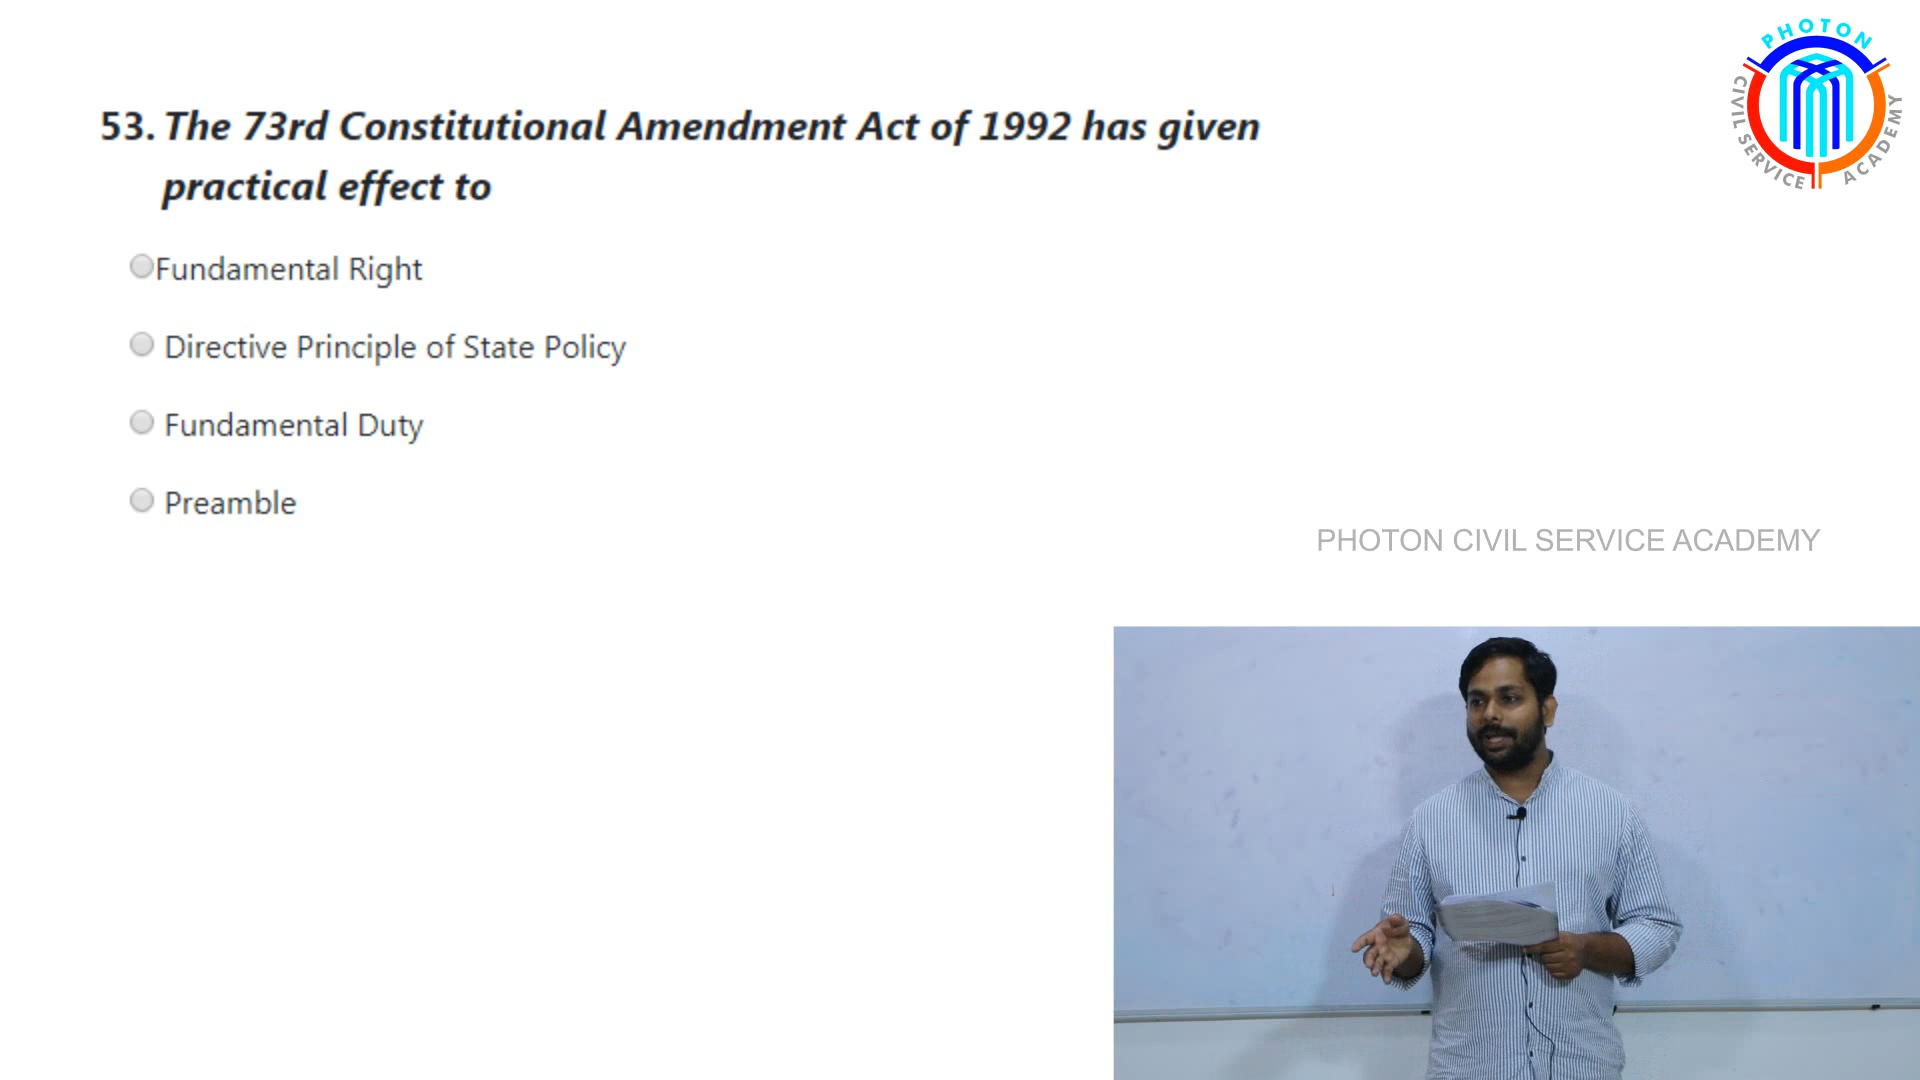 53. The 73rd Constitutional Amendment Act of 1992 has given
practical effect to
Fundamental Right
Directive Principle of State Policy
Fundamental Duty
Preamble
PHOTON
CIVIL SERVICE ACADEMY
PHOTON CIVIL SERVICE ACADEMY